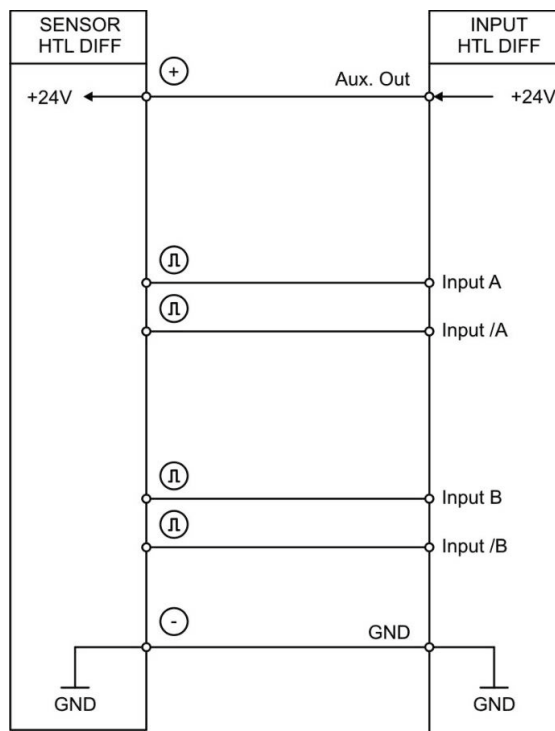 SENSOR
HTL DIFF
INPUT
HTL DIFF
+
Aux. Out
+24V
+24V
Input A
Input /A
Input B
Input /B
-
GND
GND
GND